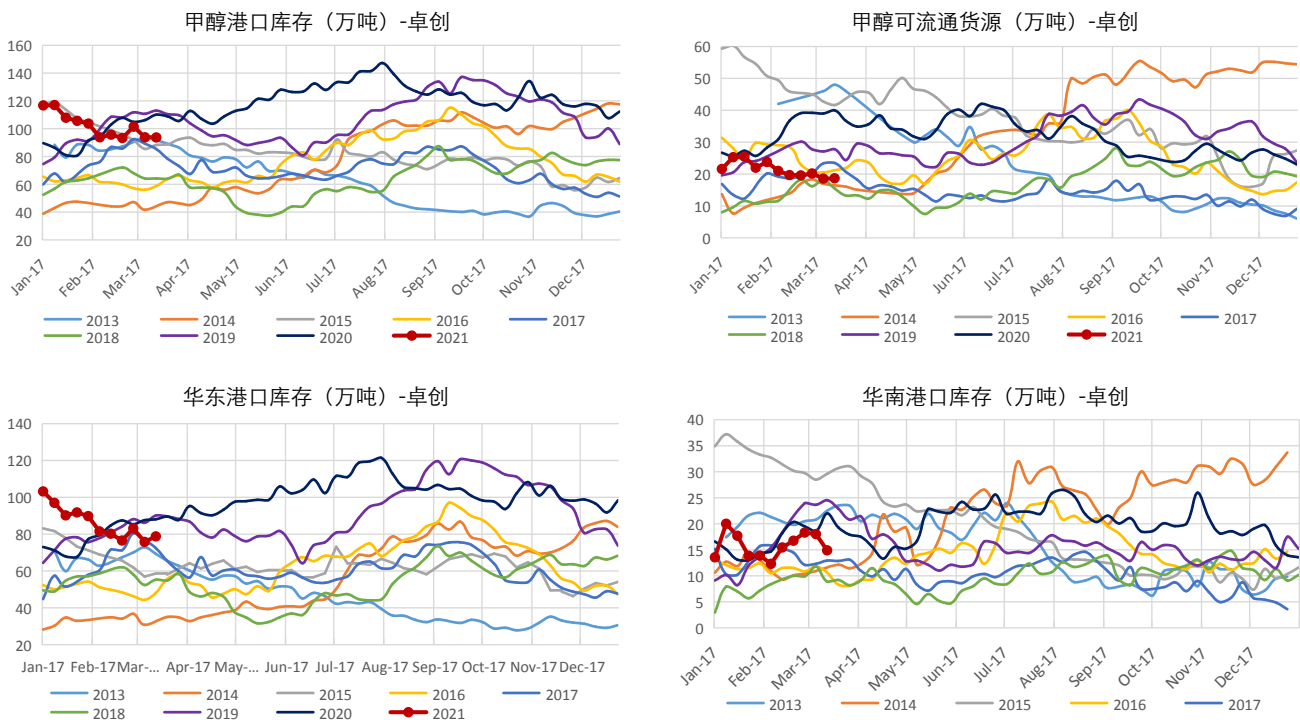 甲醇港口库存（万吨）-卓创
160
140
120
100
80
60
40
20
Jan-17 Feb-17 Mar-17 Apr-17 May-17 Jun-17 Jul-17 Aug-17 Sep-17 Oct-17 Nov-17 Dec-17
2013 2014 2015 2016 2017
2018 2019 2020 2021
甲醇可流通货源（万吨）-卓创
60
50
40
30
20
10
0
Jan-17 Feb-17 Mar-17 Apr-17 May-17 Jun-17 Jul-17 Aug-17 Sep-17 Oct-17 Nov-17 Dec-17
2013 2014 2015 2016 2017
2018 2019 2020 2021
华东港口库存（万吨）-卓创
140
120
100
80
60
40
20
Jan-17 Feb-17 Mar-... Apr-17 May-... Jun-17 Jul-17 Aug-17 Sep-17 Oct-17 Nov-17 Dec-17
2013 2014 2015 2016 2017
2018 2019 2020 2021
华南港口库存（万吨）-卓创
40
35
30
25
20
15
10
5
0
Jan-17 Feb-17 Mar-17 Apr-17 May-17 Jun-17 Jul-17 Aug-17 Sep-17 Oct-17 Nov-17 Dec-17
2013 2014 2015 2016 2017
2018 2019 2020 2021